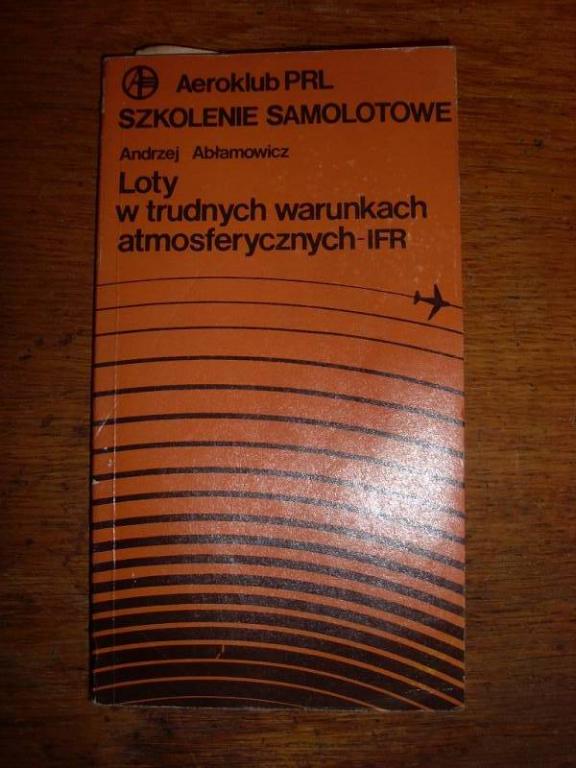 Aeroklub PRL
SZKOLENIE SAMOLOTOWE
Andrzej Abłamowicz
Loty
w trudnych warunkach
atmosferycznych-IFR